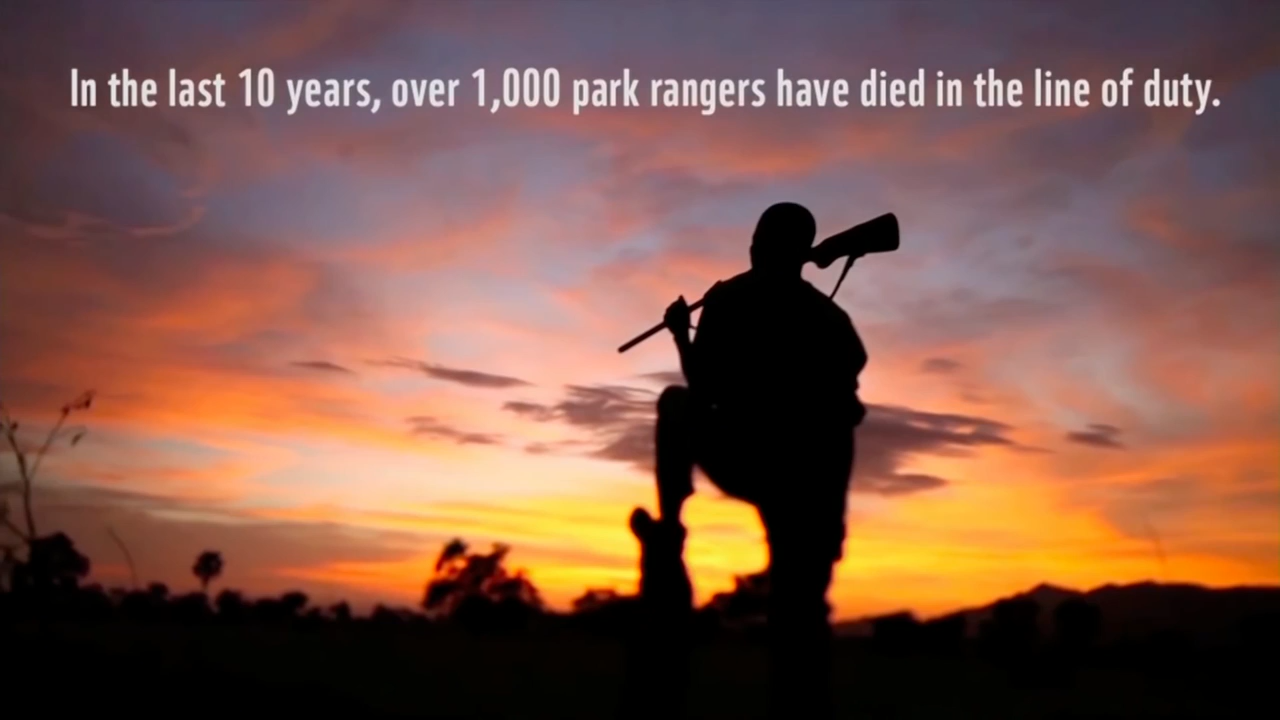 In the last 10 years, over 1,000 park rangers have died in the line of duty.